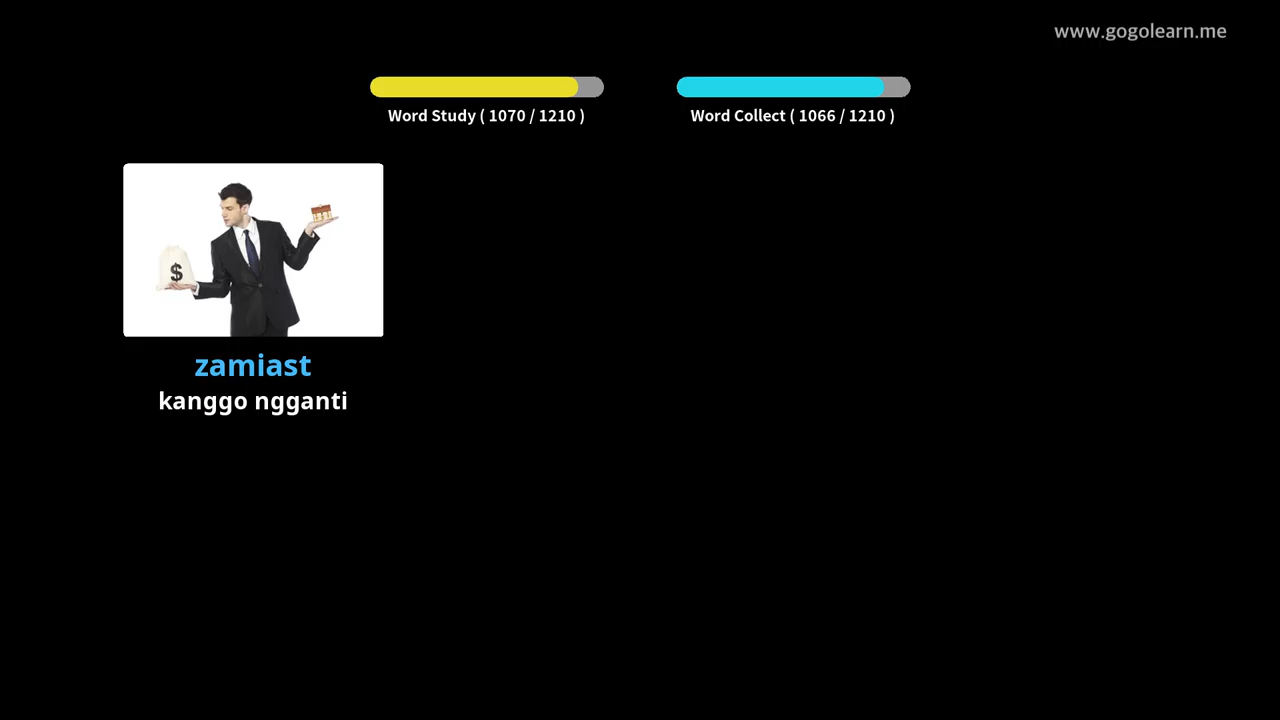 www.gogolearn.me
Word Study ( 1070 / 1210 )
Word Collect ( 1066 / 1210 )
$
zamiast
kanggo ngganti